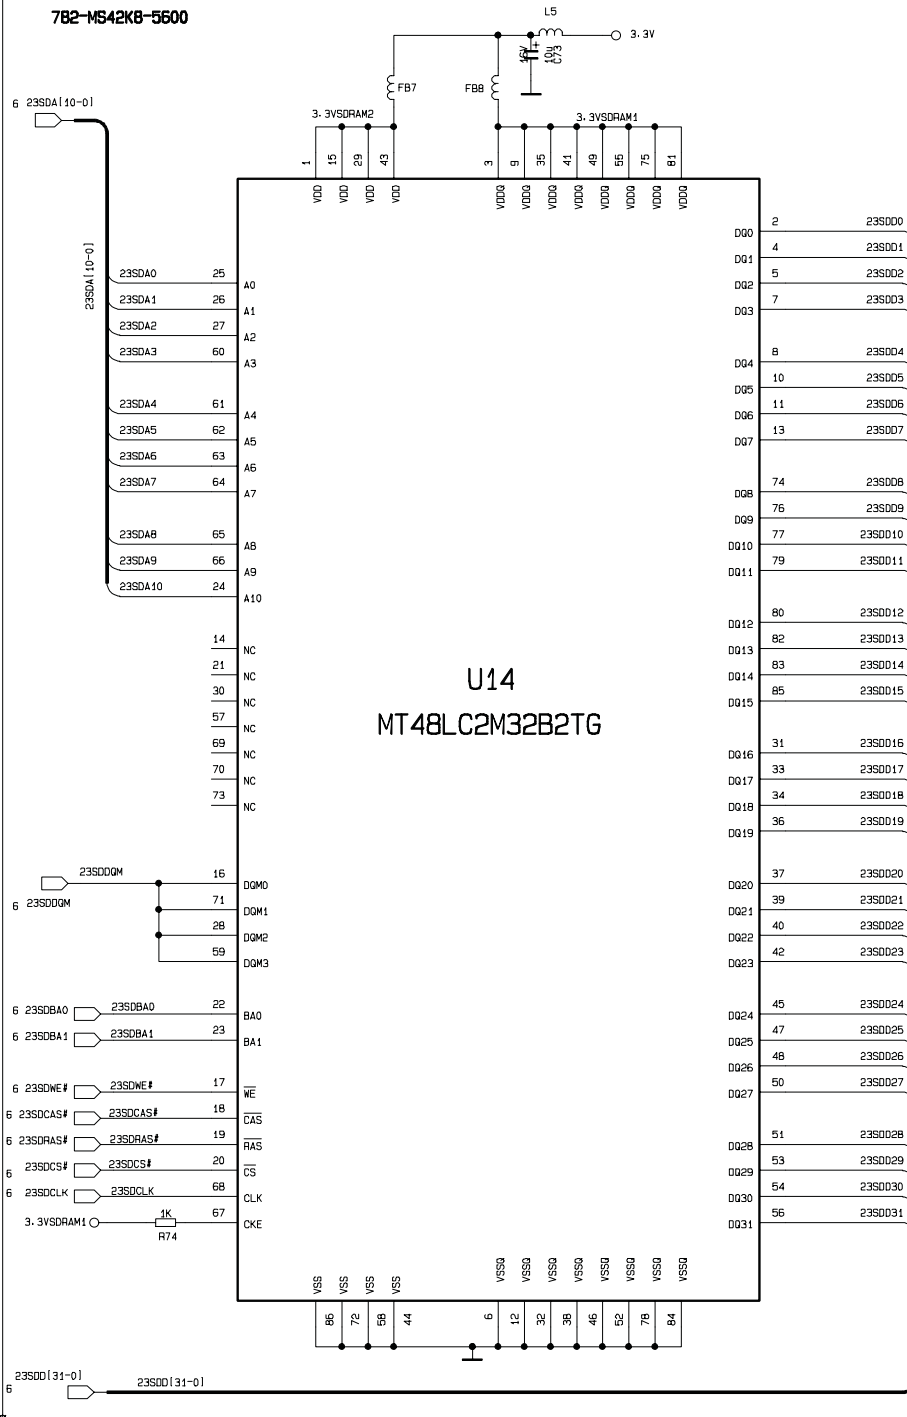 782-MS42K8-5600
L5
3.3V
16V
+
10u
C73
FB7
FB8
6 23SDA[10-0]
3.3VSDRAM2
3.3VSDRAM1
1 15 29 43 3 9 35 41 49 55 75 81
VDD VDD VDD VDD VDDQ VDDQ VDDQ VDDQ VDDQ VDDQ VDDQ VDDQ
23SDA[10-0]
DQ0 2 23SDD0
DQ1 4 23SDD1
23SDA0 25 A0 DQ2 5 23SDD2
23SDA1 26 A1 DQ3 7 23SDD3
23SDA2 27 A2
23SDA3 60 A3 DQ4 8 23SDD4
DQ5 10 23SDD5
23SDA4 61 A4 DQ6 11 23SDD6
23SDA5 62 A5 DQ7 13 23SDD7
23SDA6 63 A6
23SDA7 64 A7 DQ8 74 23SDD8
DQ9 76 23SDD9
23SDA8 65 A8 DQ10 77 23SDD10
23SDA9 66 A9 DQ11 79 23SDD11
23SDA10 24 A10
DQ12 80 23SDD12
14 NC DQ13 82 23SDD13
21 NC DQ14 83 23SDD14
30 NC DQ15 85 23SDD15
57 NC
69 NC DQ16 31 23SDD16
70 NC DQ17 33 23SDD17
73 NC DQ18 34 23SDD18
DQ19 36 23SDD19
U14
MT48LC2M32B2TG
23SDDQM 16 DQM0 DQ20 37 23SDD20
6 23SDDQM 71 DQM1 DQ21 39 23SDD21
28 DQM2 DQ22 40 23SDD22
59 DQM3 DQ23 42 23SDD23
6 23SDBA0 23SDBA0 22 BA0 DQ24 45 23SDD24
6 23SDBA1 23SDBA1 23 BA1 DQ25 47 23SDD25
DQ26 48 23SDD26
6 23SDWE# 23SDWE# 17 WE DQ27 50 23SDD27
6 23SDCAS# 23SDCAS# 18 CAS
6 23SDRAS# 23SDRAS# 19 RAS DQ28 51 23SDD28
6 23SDCS# 23SDCS# 20 CS DQ29 53 23SDD29
6 23SDCLK 23SDCLK 68 CLK DQ30 54 23SDD30
3.3VSDRAM1 1K 67 CKE DQ31 56 23SDD31
R74
VSS VSS VSS VSS VSSQ VSSQ VSSQ VSSQ VSSQ VSSQ VSSQ VSSQ
86 72 58 44 6 12 32 38 46 52 78 84
6 23SDD[31-0] 23SDD[31-0]